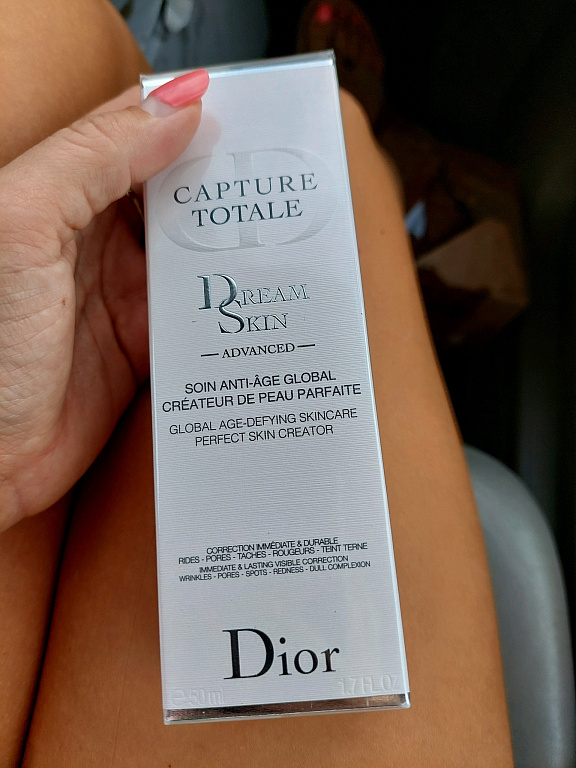 CAPTURE
TOTALE
DREAM
SKIN
ADVANCED
SOIN ANTI-ÂGE GLOBAL
CRÉATEUR DE PEAU PARFAITE
GLOBAL AGE-DEFYING SKINCARE
PERFECT SKIN CREATOR
CORRECTION IMMÉDIATE & DURABLE
RIDES - PORES - TACHES - ROUGEURS - TEINT TERNE
IMMEDIATE & LASTING VISIBLE CORRECTION
WRINKLES - PORES - SPOTS - REDNESS - DULL COMPLEXION
Dior
℮50ml 1.7 FL.OZ